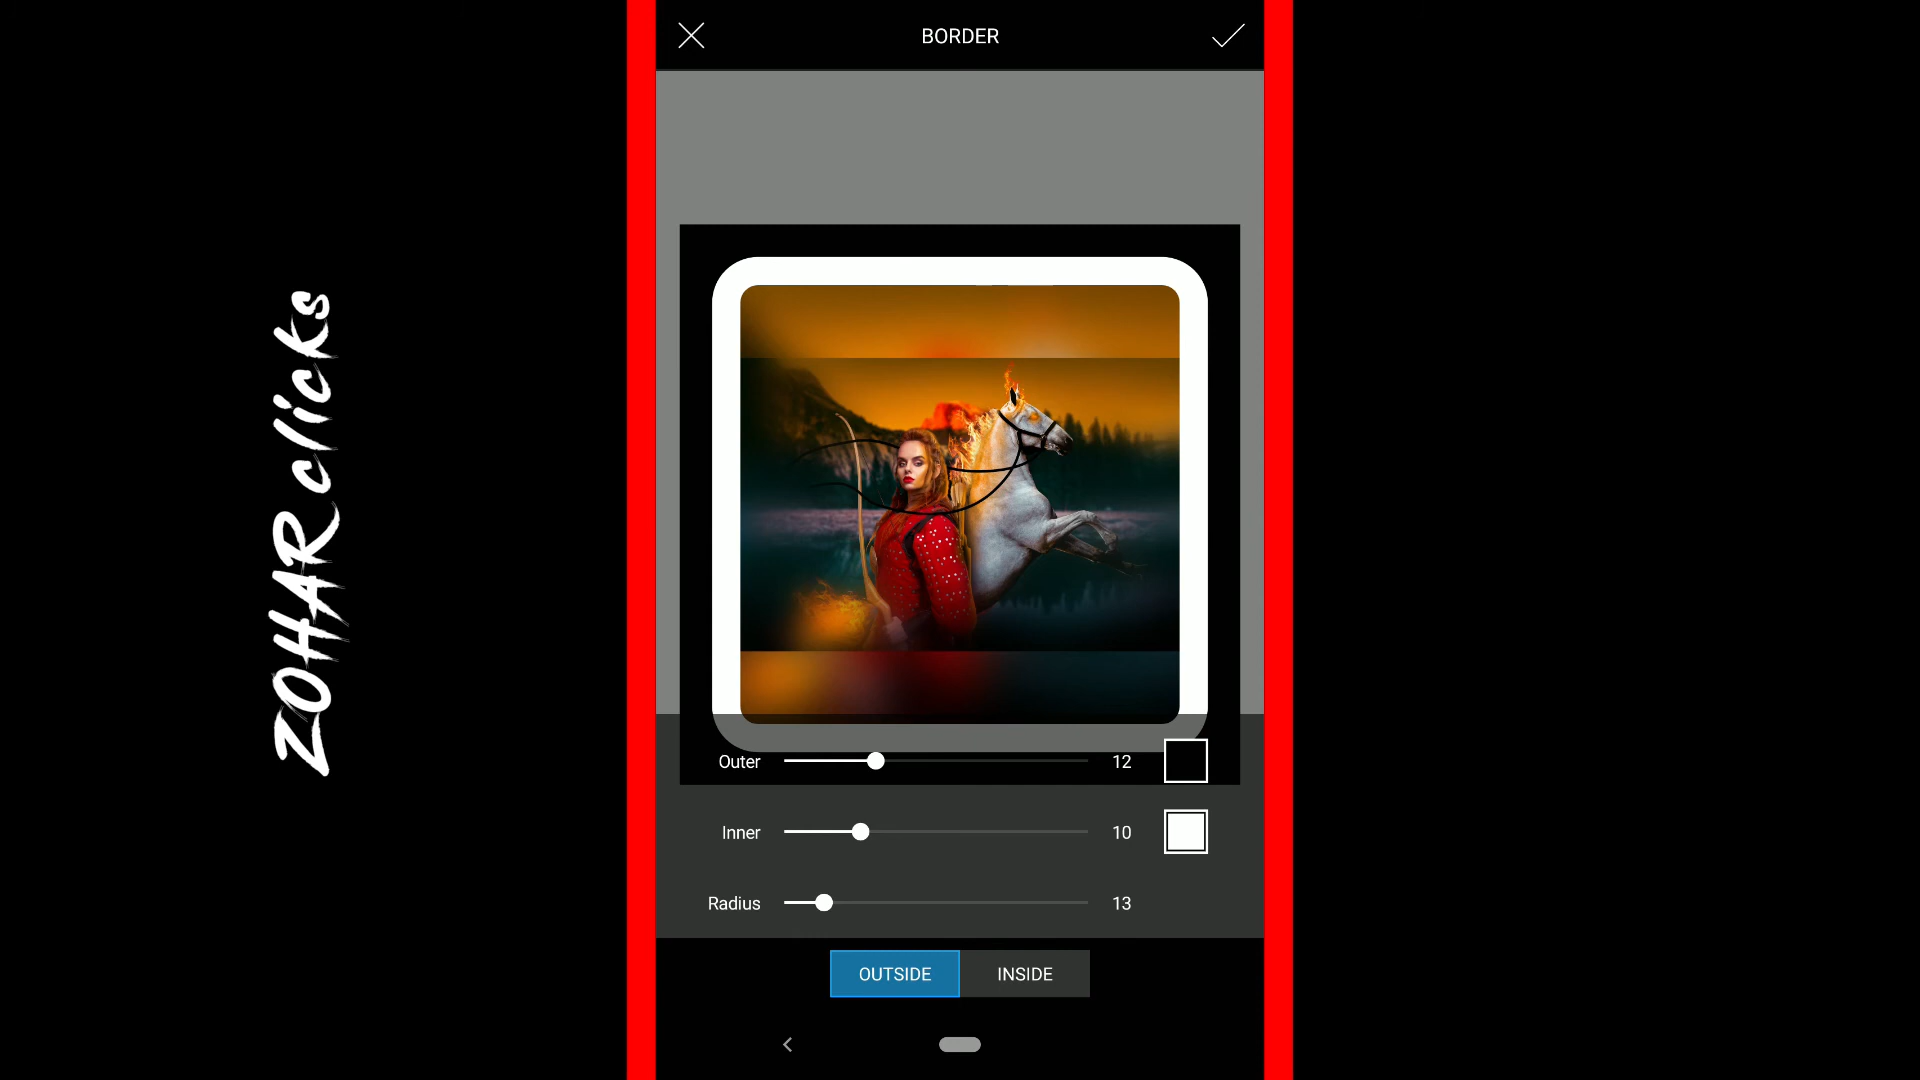 BORDER
ZOHAR clicks
Outer 12
Inner 10
Radius 13
OUTSIDE INSIDE